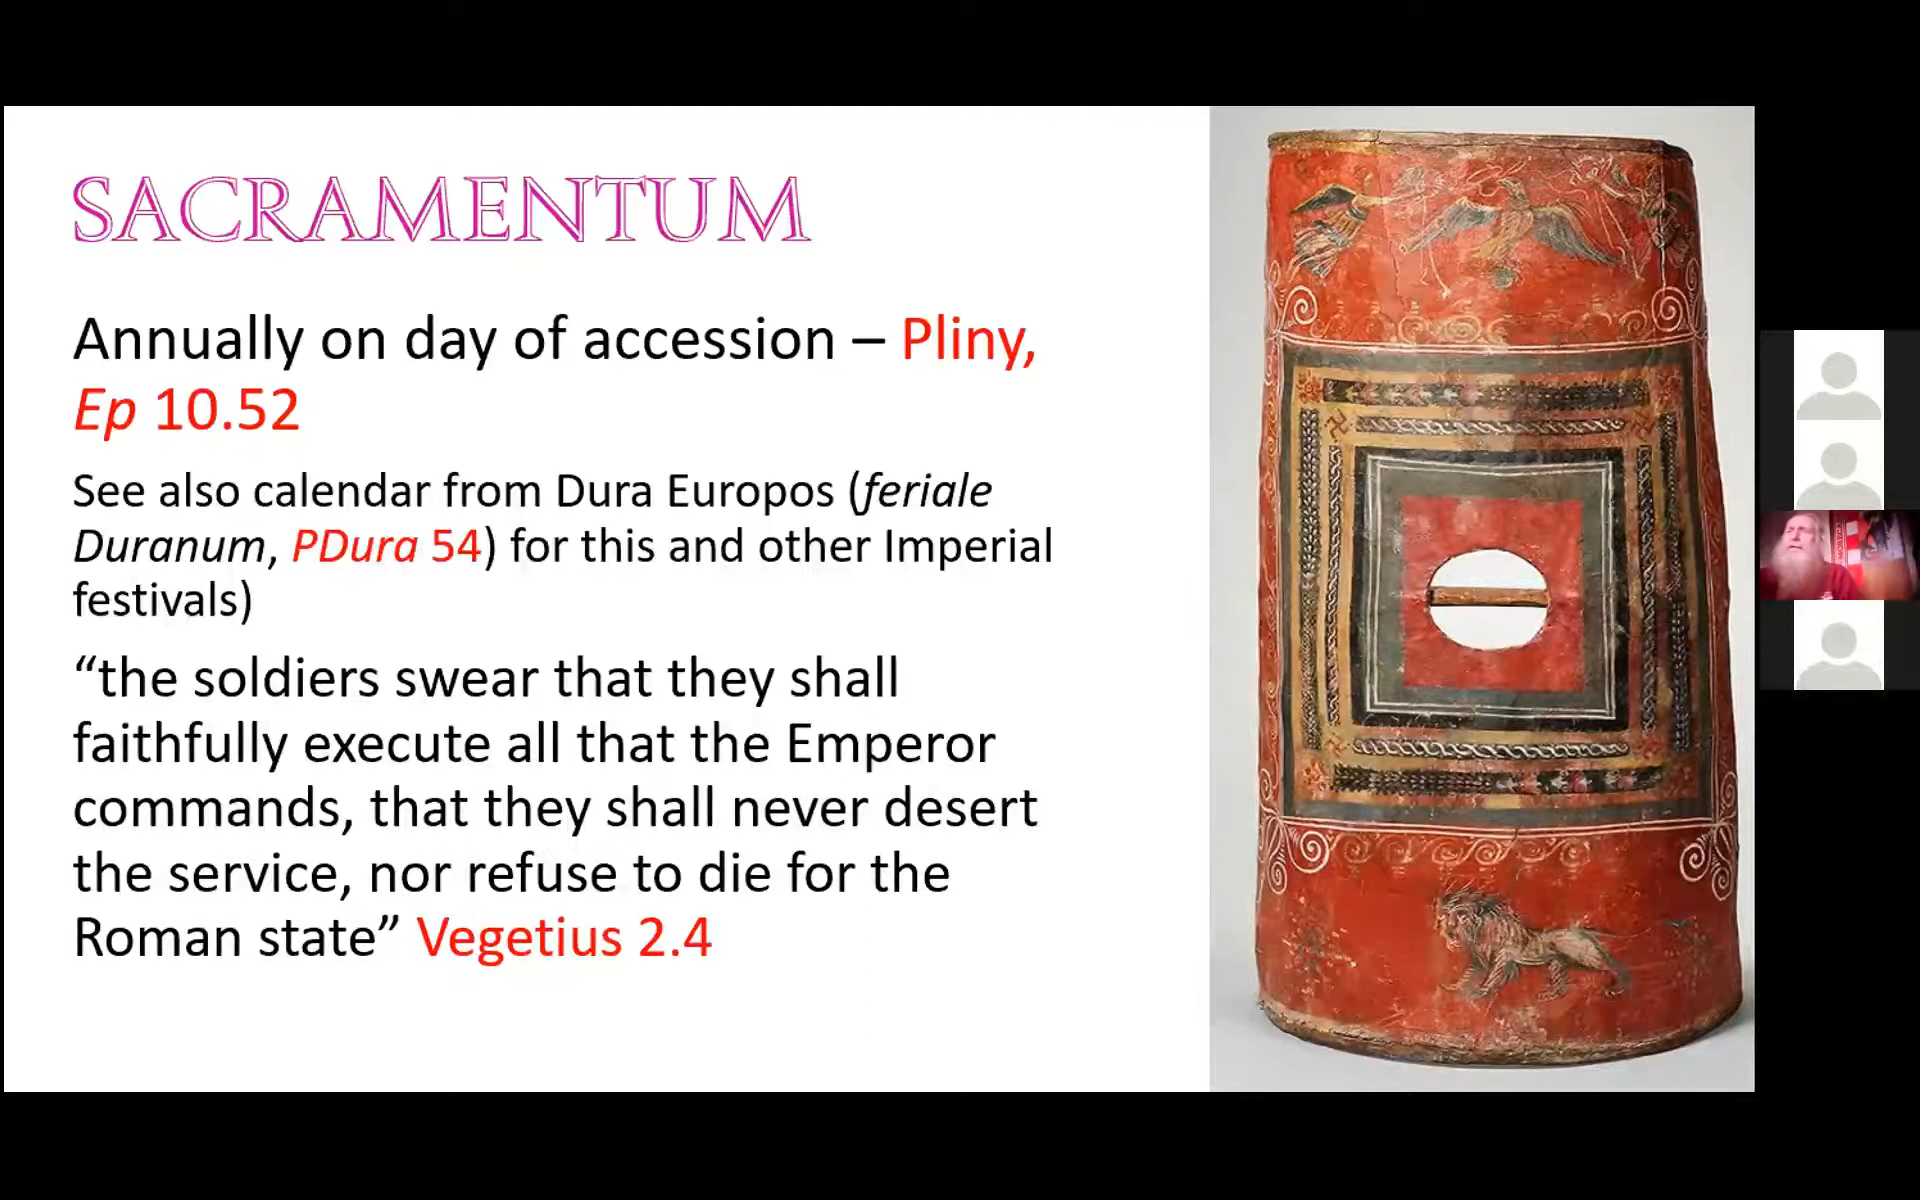 SACRAMENTUM
Annually on day of accession – Pliny,
Ep 10.52
See also calendar from Dura Europos (feriale
Duranum, PDura 54) for this and other Imperial
festivals)
“the soldiers swear that they shall
faithfully execute all that the Emperor
commands, that they shall never desert
the service, nor refuse to die for the
Roman state” Vegetius 2.4